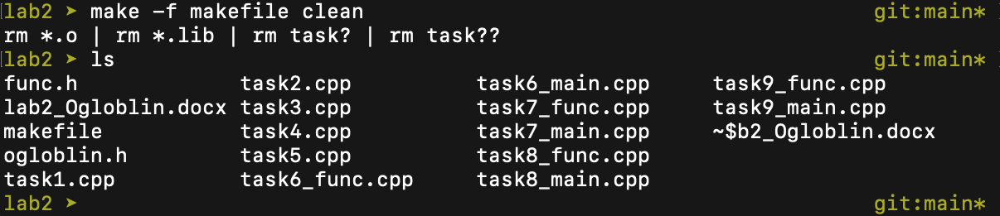 lab2 ➤ make -f makefile clean git:main*
rm *.o | rm *.lib | rm task? | rm task??
lab2 ➤ ls git:main*
func.h task2.cpp task6_main.cpp task9_func.cpp
lab2_Ogloblin.docx task3.cpp task7_func.cpp task9_main.cpp
makefile task4.cpp task7_main.cpp ~$b2_Ogloblin.docx
ogloblin.h task5.cpp task8_func.cpp
task1.cpp task6_func.cpp task8_main.cpp
lab2 ➤ git:main*